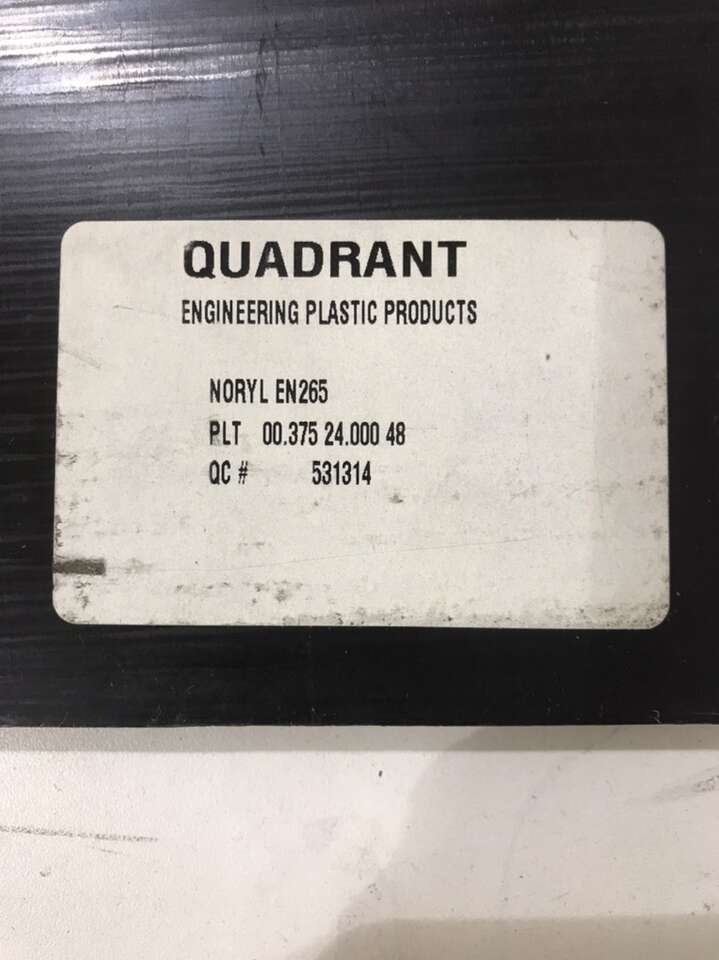 QUADRANT
ENGINEERING PLASTIC PRODUCTS
NORYL EN265
PLT 00.375 24.000 48
QC # 531314